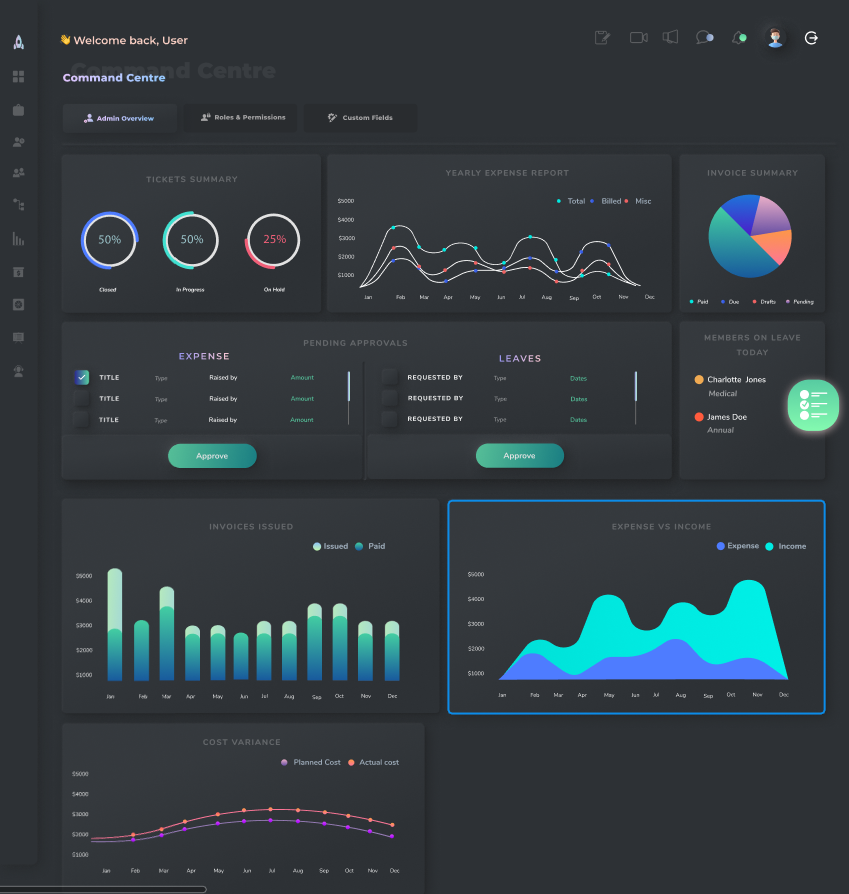 👋 Welcome back, User
Command Centre
Command Centre
Admin Overview
Roles & Permissions
Custom Fields
TICKETS SUMMARY
50%
50%
25%
Closed
In Progress
On Hold
YEARLY EXPENSE REPORT
Total Billed Misc
$5000
$4000
$3000
$2000
$1000
Jan Feb Mar Apr May Jun Jul Aug Sep Oct Nov Dec
INVOICE SUMMARY
Paid Due Drafts Pending
PENDING APPROVALS
EXPENSE
TITLE Type Raised by Amount
TITLE Type Raised by Amount
TITLE Type Raised by Amount
Approve
LEAVES
REQUESTED BY Type Dates
REQUESTED BY Type Dates
REQUESTED BY Type Dates
Approve
MEMBERS ON LEAVE
TODAY
Charlotte Jones
Medical
James Doe
Annual
INVOICES ISSUED
Issued Paid
$5000
$4000
$3000
$2000
$1000
Jan Feb Mar Apr May Jun Jul Aug Sep Oct Nov Dec
EXPENSE VS INCOME
Expense Income
$5000
$4000
$3000
$2000
$1000
Jan Feb Mar Apr May Jun Jul Aug Sep Oct Nov Dec
COST VARIANCE
Planned Cost Actual cost
$5000
$4000
$3000
$2000
$1000
Jan Feb Mar Apr May Jun Jul Aug Sep Oct Nov Dec